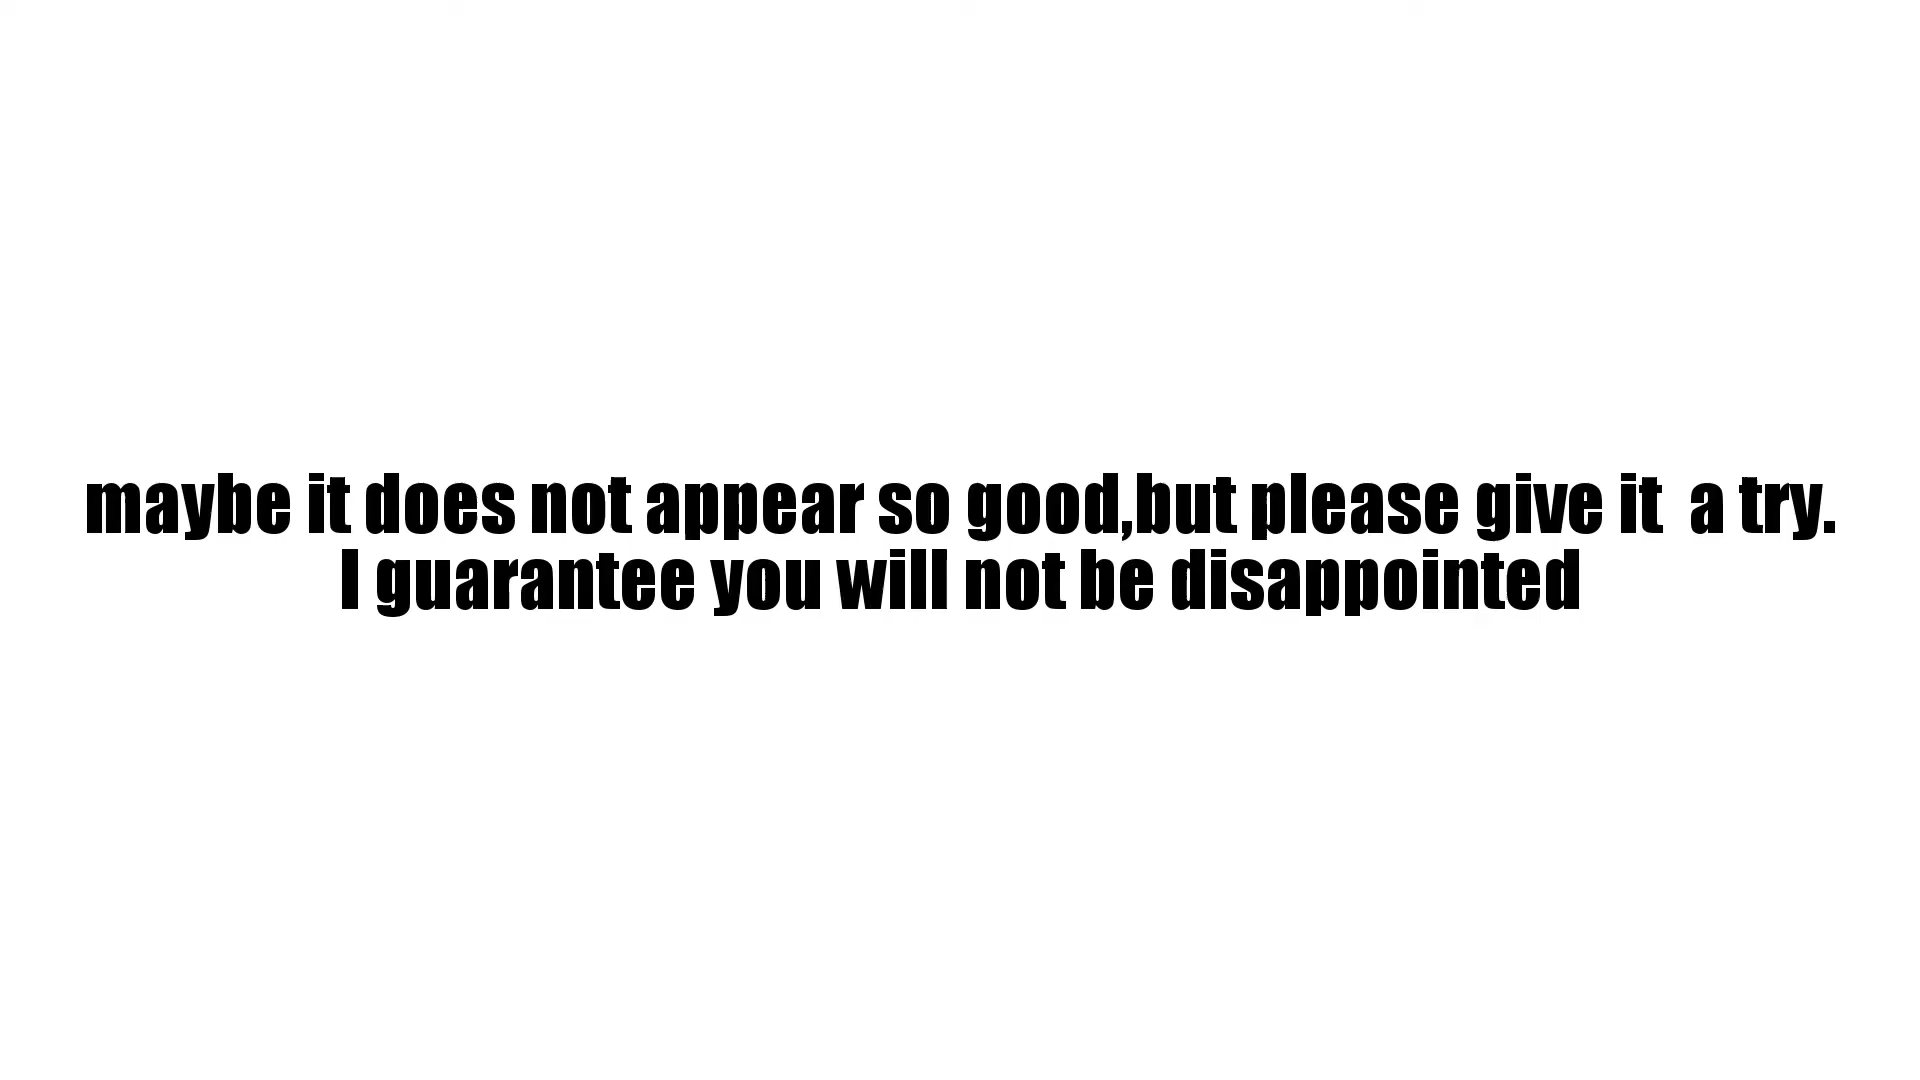 maybe it does not appear so good,but please give it  a try.
I guarantee you will not be disappointed